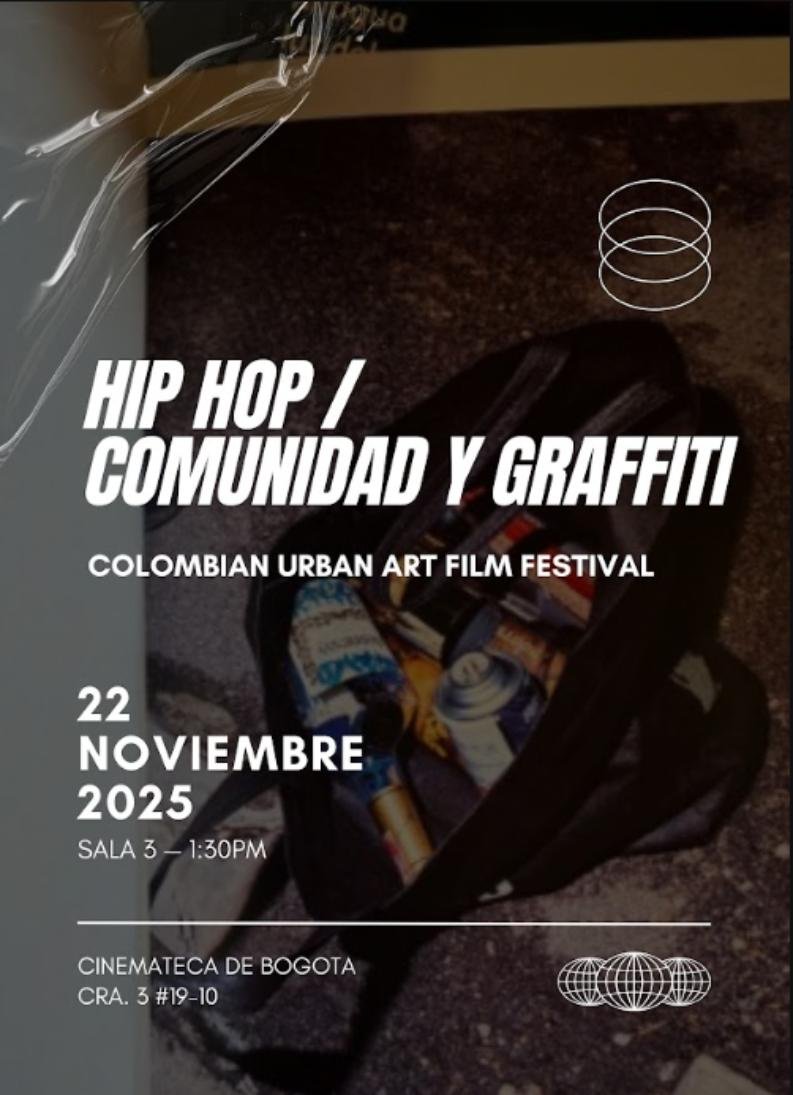 HIP HOP /
COMUNIDAD Y GRAFFITI
COLOMBIAN URBAN ART FILM FESTIVAL
22
NOVIEMBRE
2025
SALA 3 – 1:30PM
CINEMATECA DE BOGOTA
CRA. 3 #19-10